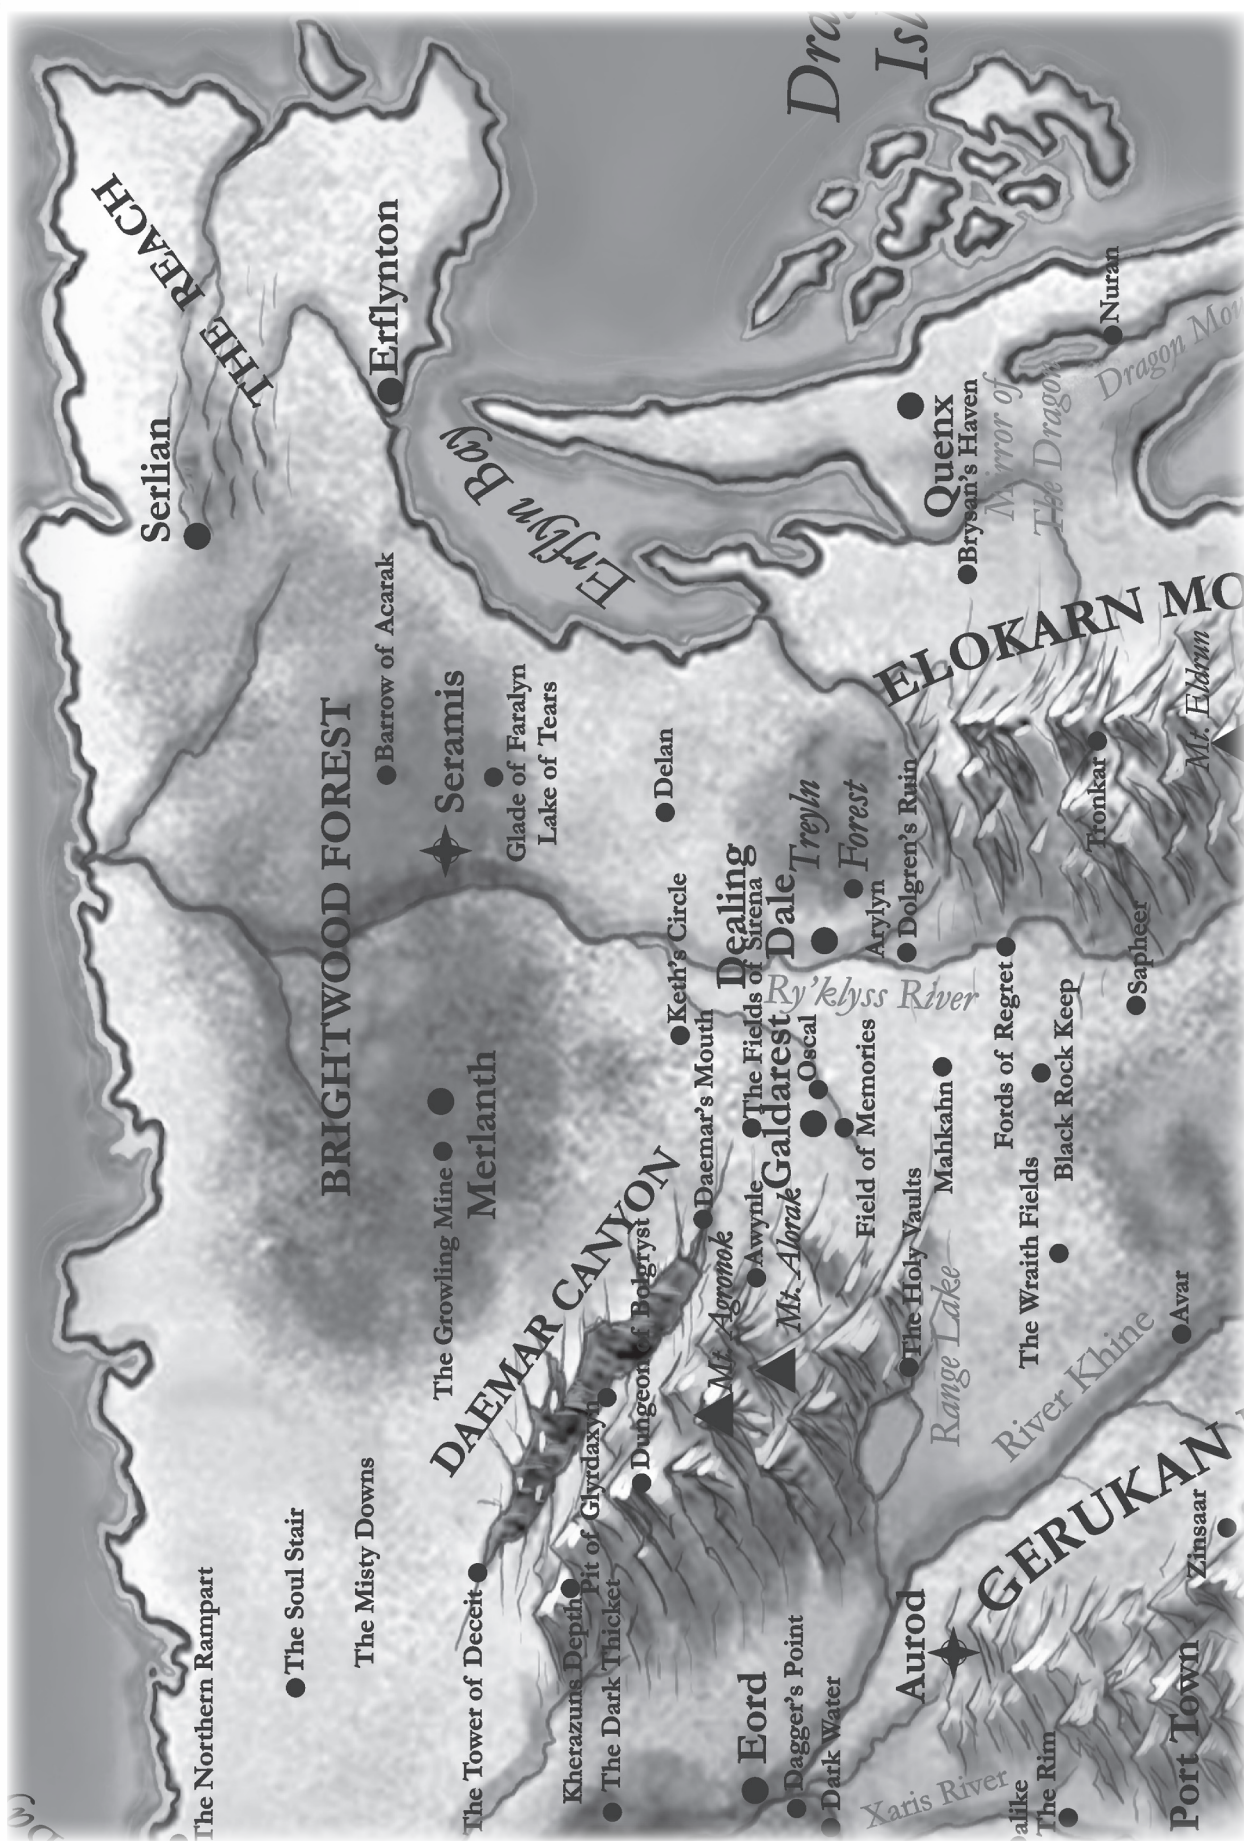 The Northern Rampart
The Soul Stair
The Misty Downs
BRIGHTWOOD FOREST
Serlian
THE REACH
Erflynton
Barrow of Acarak
Seramis
Glade of Faralyn
Lake of Tears
Erflyn Bay
The Growling Mine
Merlanth
The Tower of Deceit
DAEMAR CANYON
Kherazuns Depth
Pit of Glyrdaxyn
The Dark Thicket
Dungeon of Bolgryst
Keth's Circle
Delan
Daemar's Mouth
Mt. Agronok
Awynle
The Fields of Sirena
Dealing
Dale
Galdarest
Mt. Alorak
Oscal
Ry'klyss River
Treyln
Forest
Arylyn
Dolgren's Ruin
Field of Memories
Eord
Dagger's Point
Dark Water
Xaris River
Aurod
The Holy Vaults
Range Lake
Mahkahn
Fords of Regret
The Wraith Fields
Black Rock Keep
Sapheer
Avar
River Khine
GERUKAN
Zinsaar
Port Town
The Rim
alike
ELOKARN MO
Tronkar
Mt. Eldrun
Quenx
Brysan's Haven
Mirror of
The Dragon
Nuran
Dragon Mou
Dra
Isl